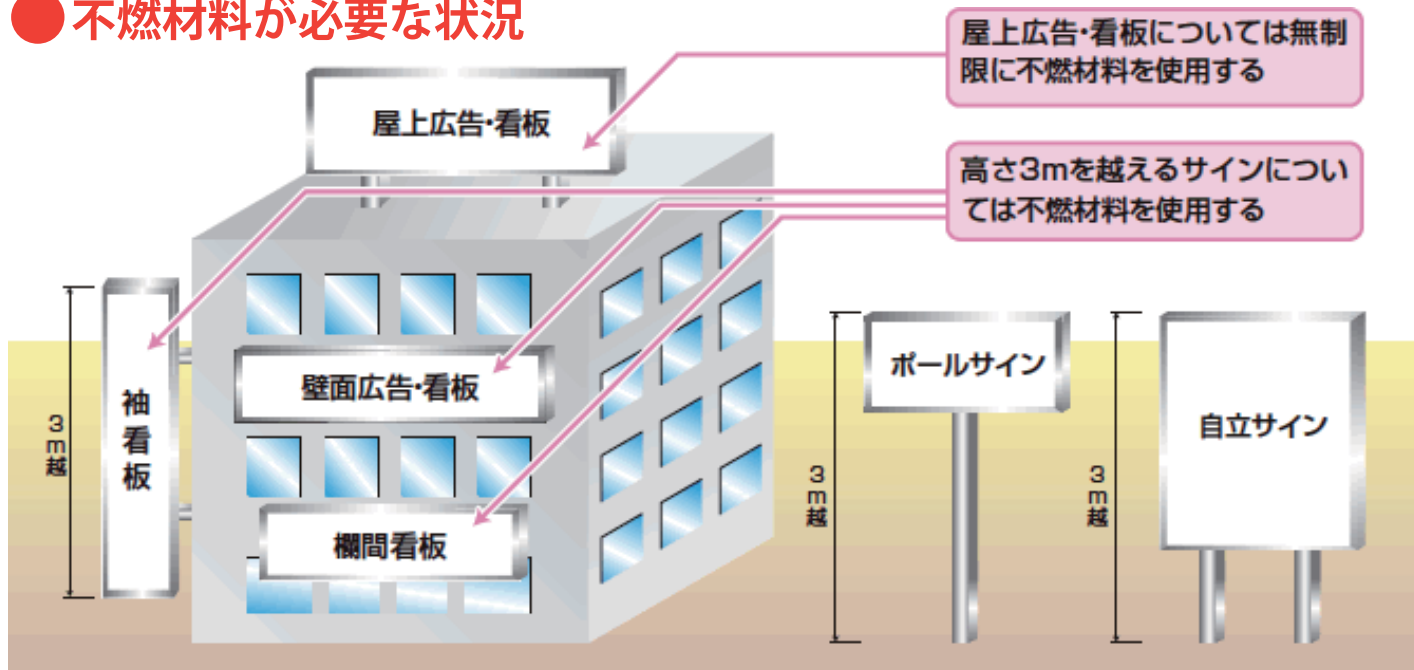 ●不燃材料が必要な状況
屋上広告・看板については無制
限に不燃材料を使用する
屋上広告・看板
高さ3mを越えるサインについ
ては不燃材料を使用する
3m越
袖看板
壁面広告・看板
欄間看板
3m越
ポールサイン
3m越
自立サイン